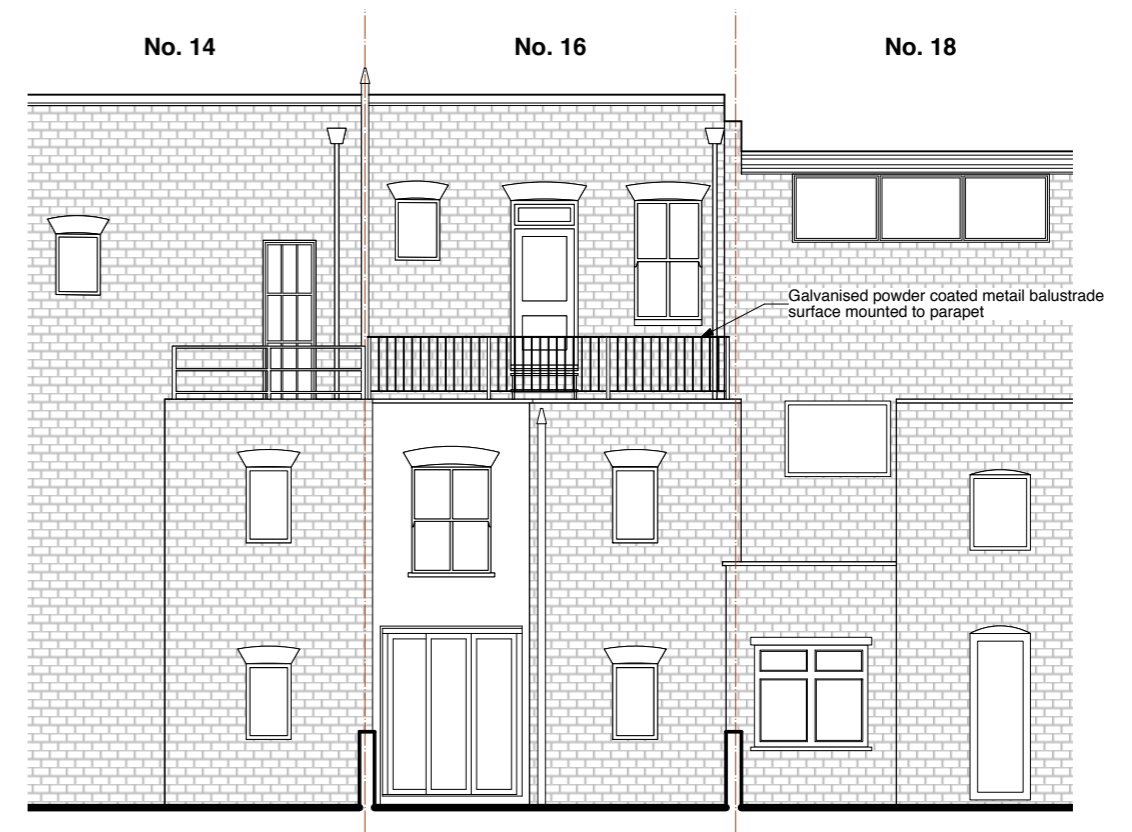 No. 14
No. 16
No. 18
Galvanised powder coated metail balustrade
surface mounted to parapet